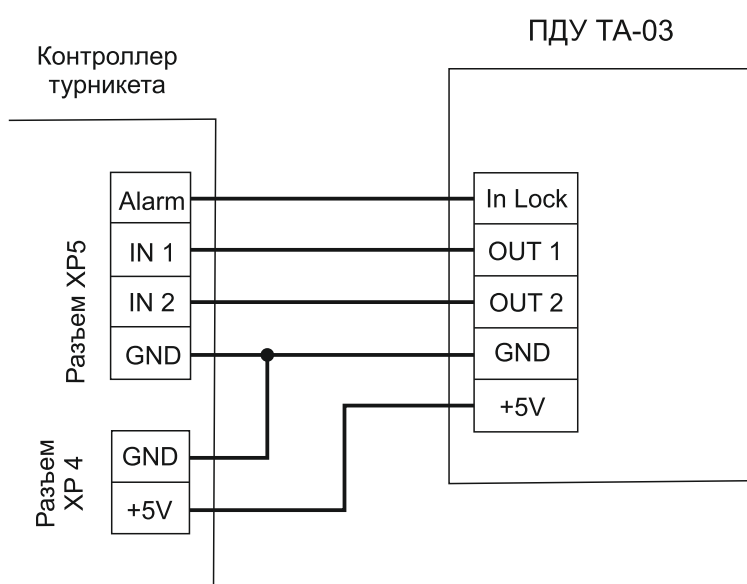 ПДУ ТА-03
Контроллер
турникета
Разъем XP5
Alarm
IN 1
IN 2
GND
Разъем
XP 4
GND
+5V
In Lock
OUT 1
OUT 2
GND
+5V